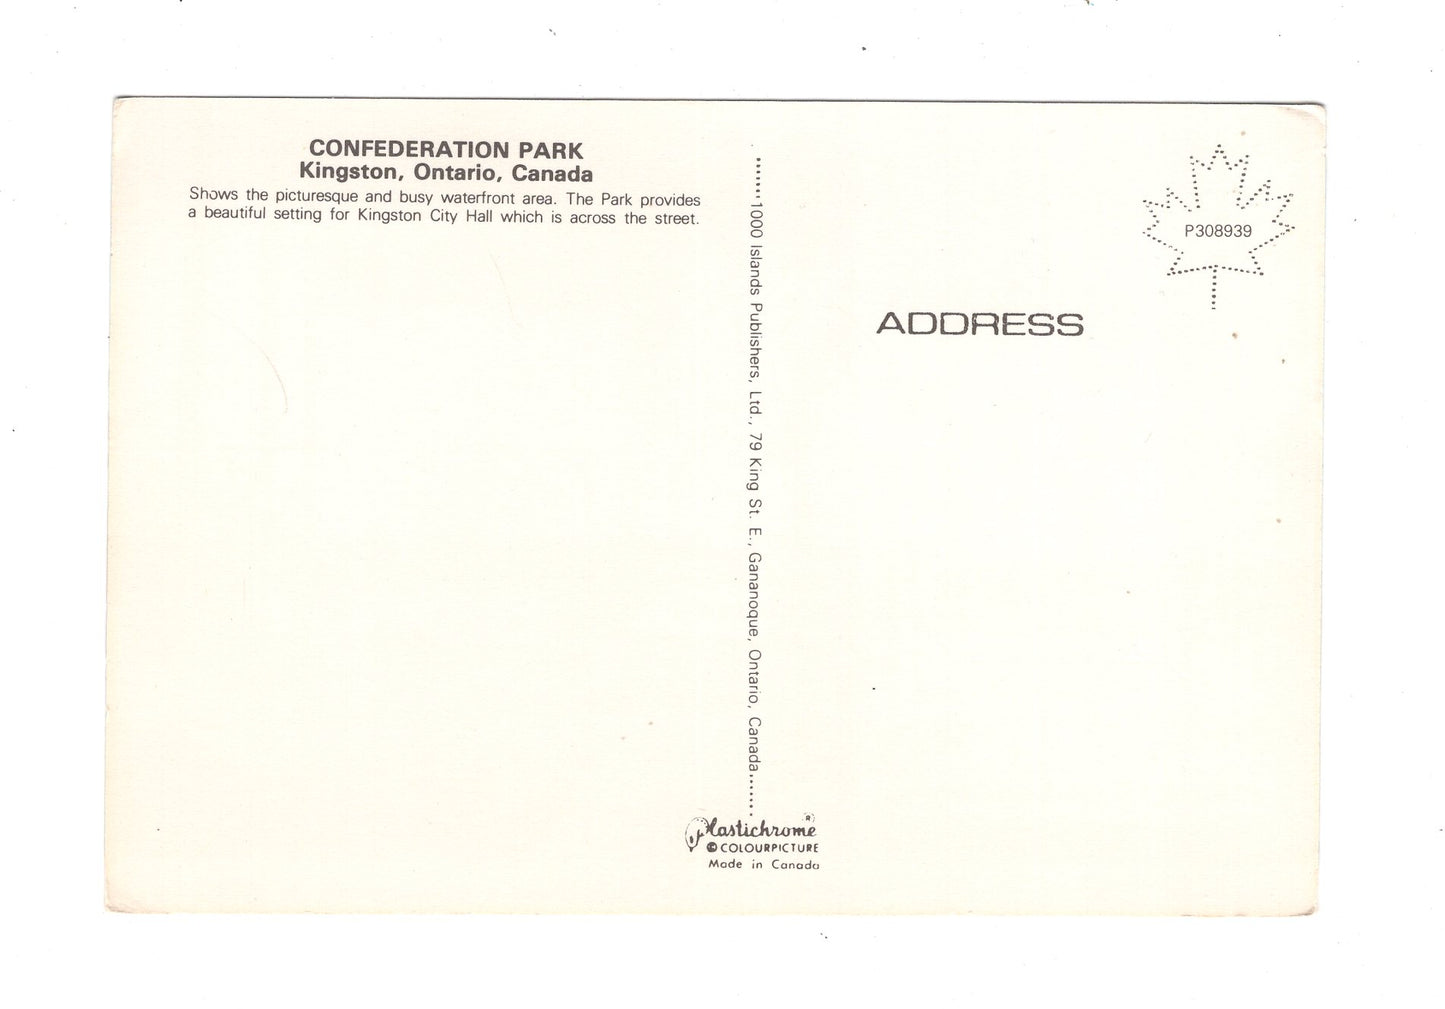 CONFEDERATION PARK
Kingston, Ontario, Canada
Shows the picturesque and busy waterfront area. The Park provides
a beautiful setting for Kingston City Hall which is across the street.
1000 Islands Publishers, Ltd., 79 King St. E., Gananoque, Ontario, Canada
Plastichrome ®
© COLOURPICTURE
Made in Canada
P308939
ADDRESS